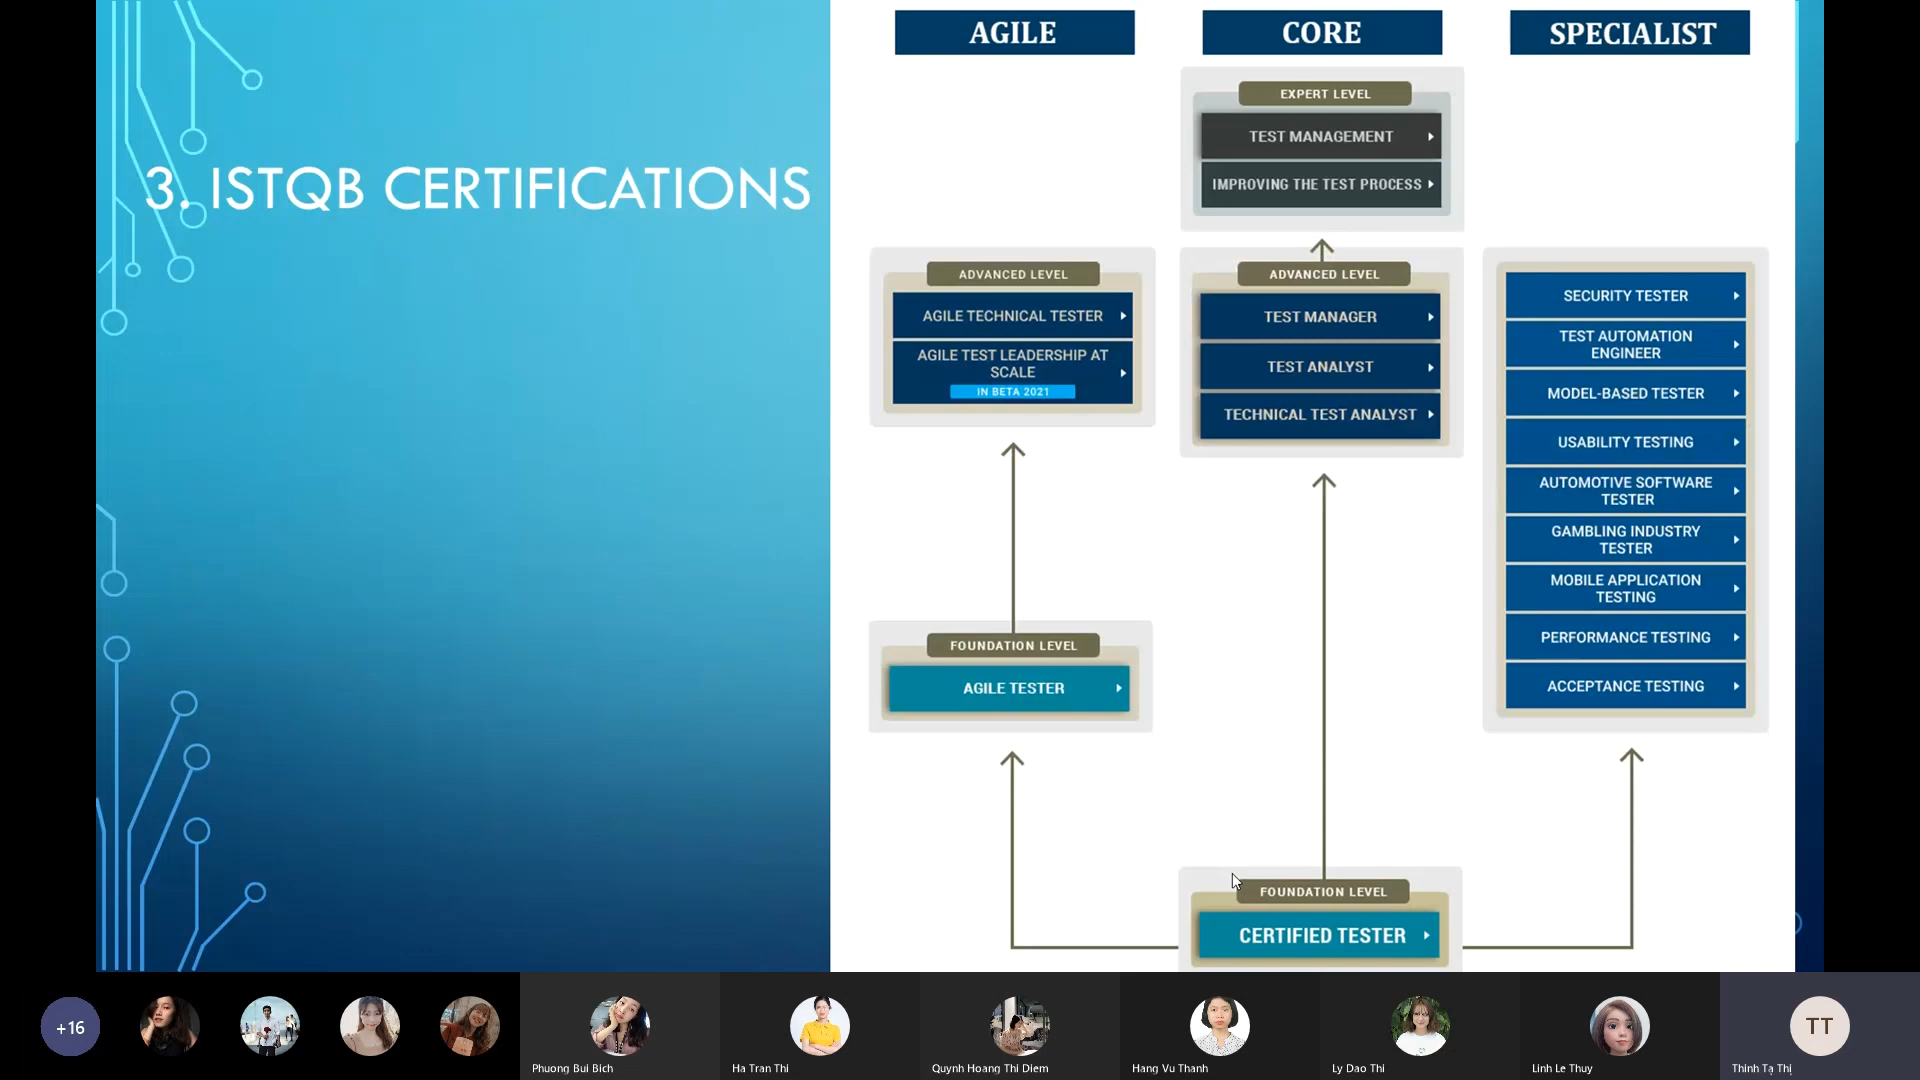 3. ISTQB CERTIFICATIONS
AGILE
CORE
SPECIALIST
EXPERT LEVEL
TEST MANAGEMENT
IMPROVING THE TEST PROCESS
ADVANCED LEVEL
AGILE TECHNICAL TESTER
AGILE TEST LEADERSHIP AT
SCALE
IN BETA 2021
ADVANCED LEVEL
TEST MANAGER
TEST ANALYST
TECHNICAL TEST ANALYST
SECURITY TESTER
TEST AUTOMATION
ENGINEER
MODEL-BASED TESTER
USABILITY TESTING
AUTOMOTIVE SOFTWARE
TESTER
GAMBLING INDUSTRY
TESTER
MOBILE APPLICATION
TESTING
PERFORMANCE TESTING
ACCEPTANCE TESTING
FOUNDATION LEVEL
AGILE TESTER
FOUNDATION LEVEL
CERTIFIED TESTER
+16
Phuong Bui Bich
Ha Tran Thi
Quynh Hoang Thi Diem
Hang Vu Thanh
Ly Dao Thi
Linh Le Thuy
TT
Thinh Tạ Thị